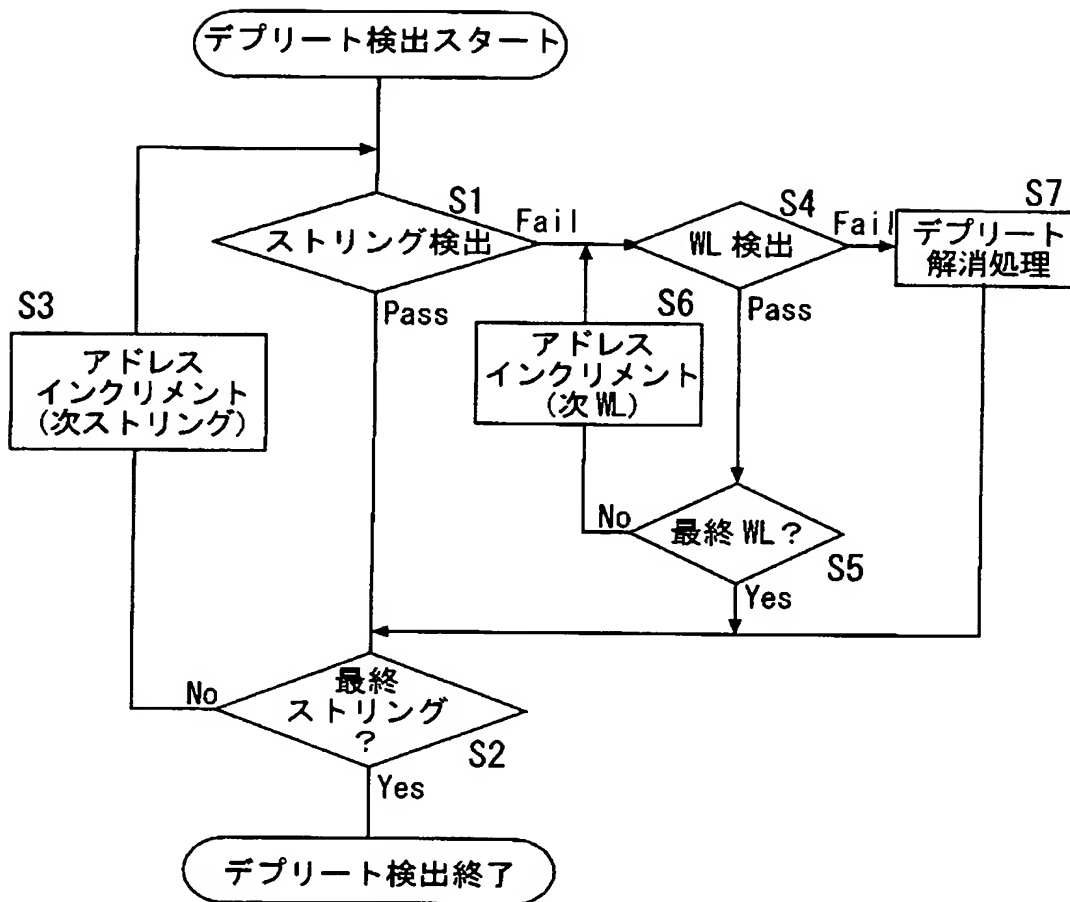 デプリート検出スタート
S1
ストリング検出
Fail
Pass
S4
WL 検出
Fail
Pass
S7
デプリート
解消処理
S3
アドレス
インクリメント
(次ストリング)
S6
アドレス
インクリメント
(次 WL)
No
最終 WL ?
S5
Yes
No
最終
ストリング
?
S2
Yes
デプリート検出終了